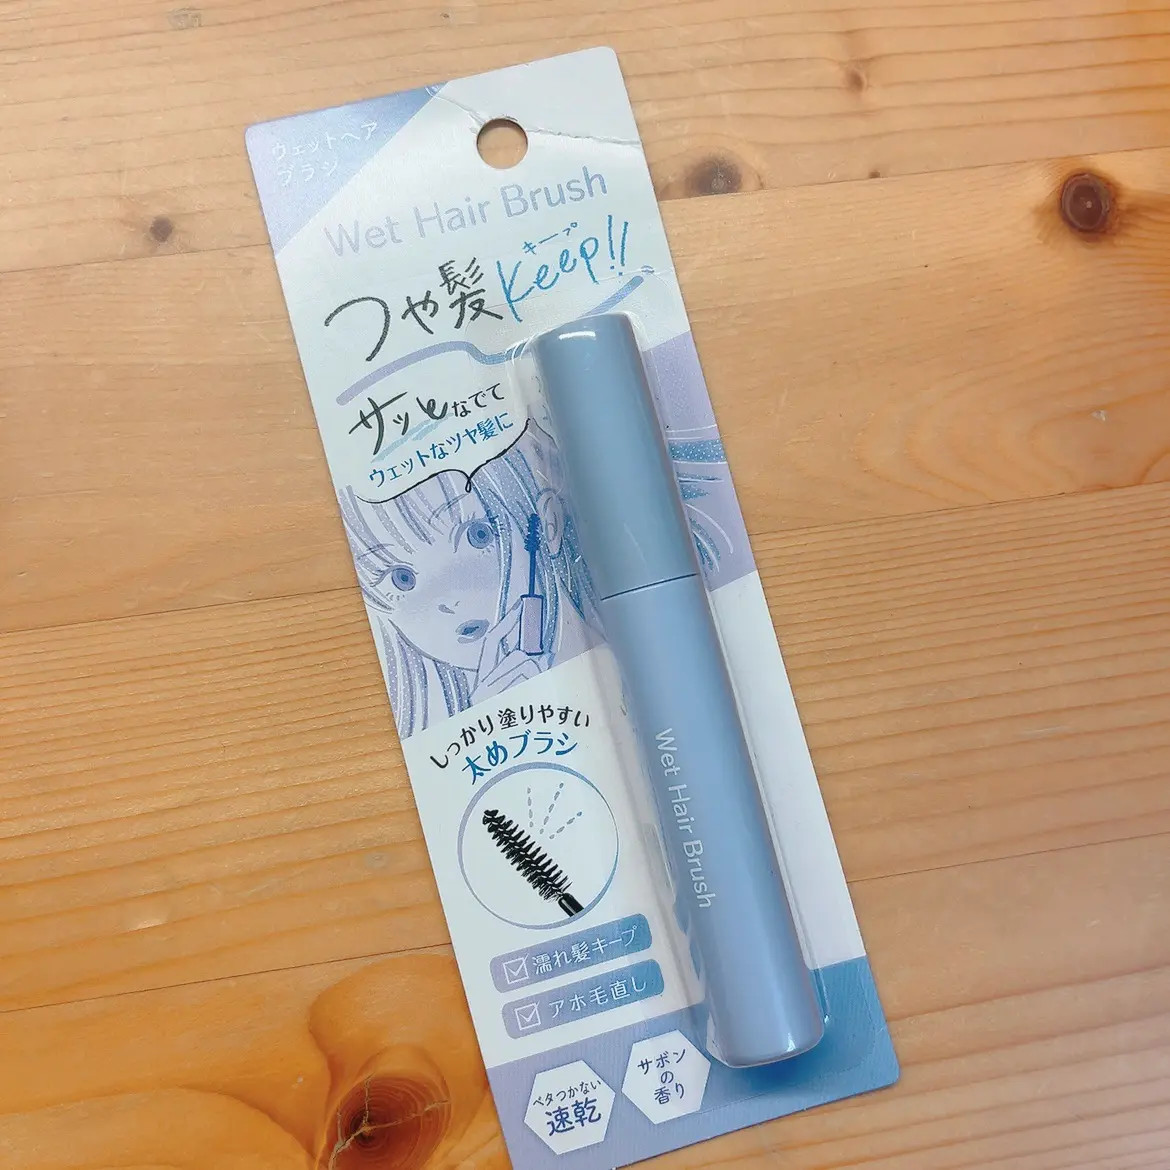 ウェットヘア
ブラシ
Wet Hair Brush
キープ
つや髪Keep!!
サッとなでて
ウェットなツヤ髪に
しっかり塗りやすい
太めブラシ
濡れ髪キープ
アホ毛直し
ベタつかない
速乾
サボン
の
香り
Wet Hair Brush